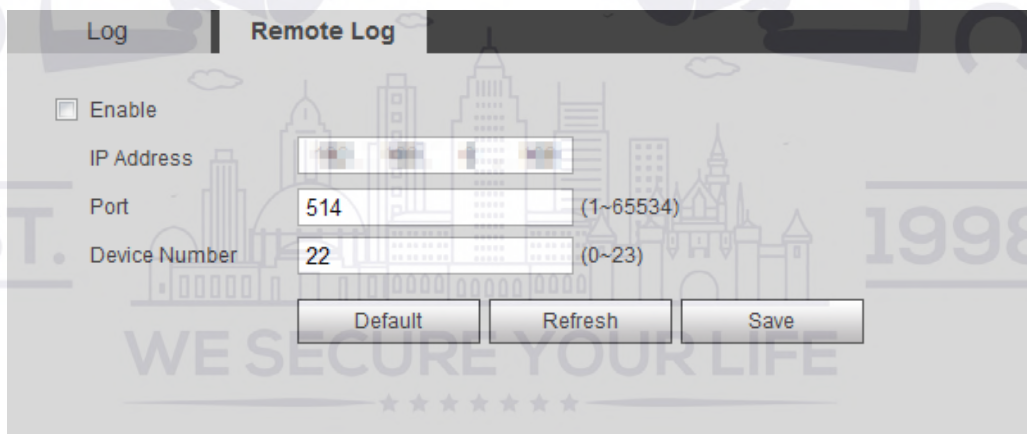 Log Remote Log
Enable
IP Address
Port 514 (1~65534)
Device Number 22 (0~23)
Default Refresh Save
ST. 1998
WE SECURE YOUR LIFE